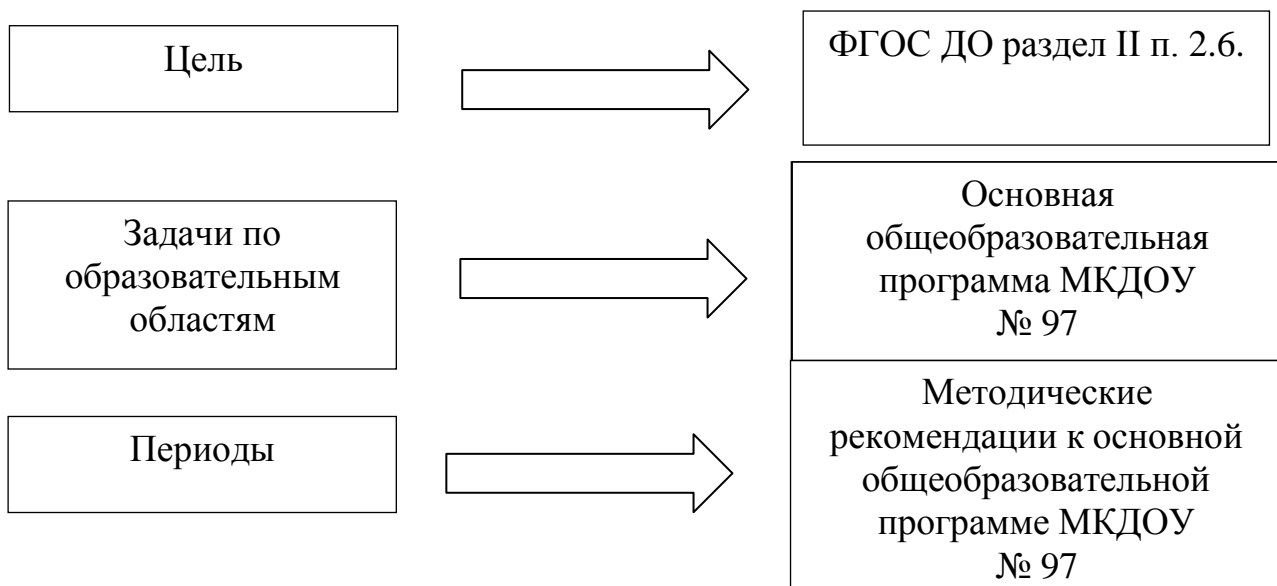 Цель
ФГОС ДО раздел II п. 2.6.
Задачи по
образовательным
областям
Основная
общеобразовательная
программа МКДОУ
№ 97
Периоды
Методические
рекомендации к основной
общеобразовательной
программе МКДОУ
№ 97